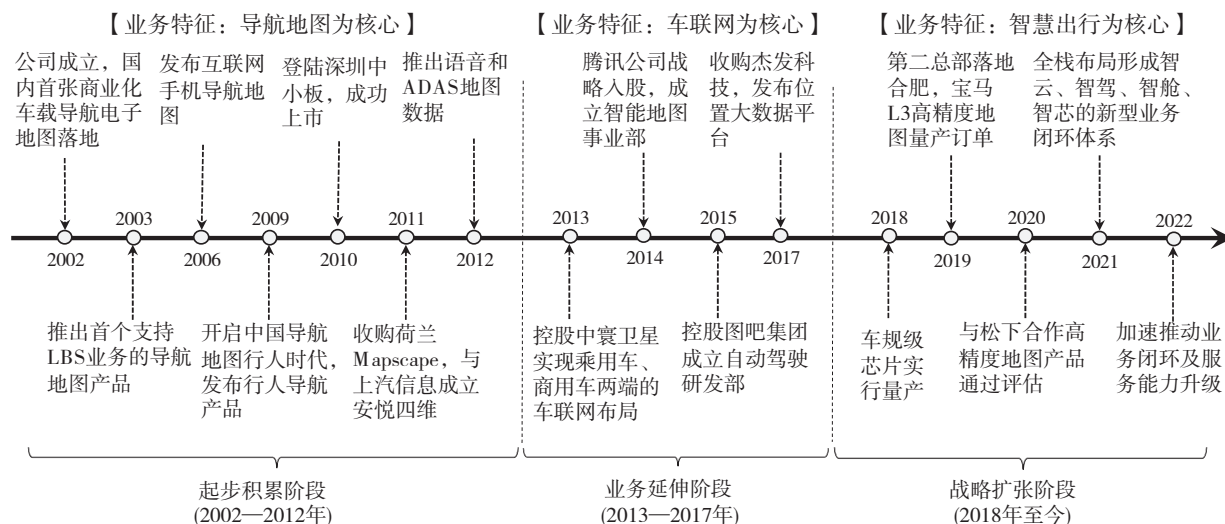 【业务特征：导航地图为核心】
【业务特征：车联网为核心】
【业务特征：智慧出行为核心】
公司成立，国
内首张商业化
车载导航电子
地图落地
发布互联网
手机导航地
图
登陆深圳中
小板，成功
上市
推出语音和
ADAS地图
数据
腾讯公司战
略入股，成
立智能地图
事业部
收购杰发科
技，发布位
置大数据平
台
第二总部落地
合肥，宝马
L3高精度地
图量产订单
全栈布局形成智
云、智驾、智舱、
智芯的新型业务
闭环体系
2002
2003
2006
2009
2010
2011
2012
2013
2014
2015
2017
2018
2019
2020
2021
2022
推出首个支持
LBS业务的导航
地图产品
开启中国导航
地图行人时代，
发布行人导航
产品
收购荷兰
Mapscape，与
上汽信息成立
安悦四维
控股中寰卫星
实现乘用车、
商用车两端的
车联网布局
控股图吧集团
成立自动驾驶
研发部
车规级
芯片实
行量产
与松下合作高
精度地图产品
通过评估
加速推动业
务闭环及服
务能力升级
起步积累阶段
(2002—2012年)
业务延伸阶段
(2013—2017年)
战略扩张阶段
(2018年至今)